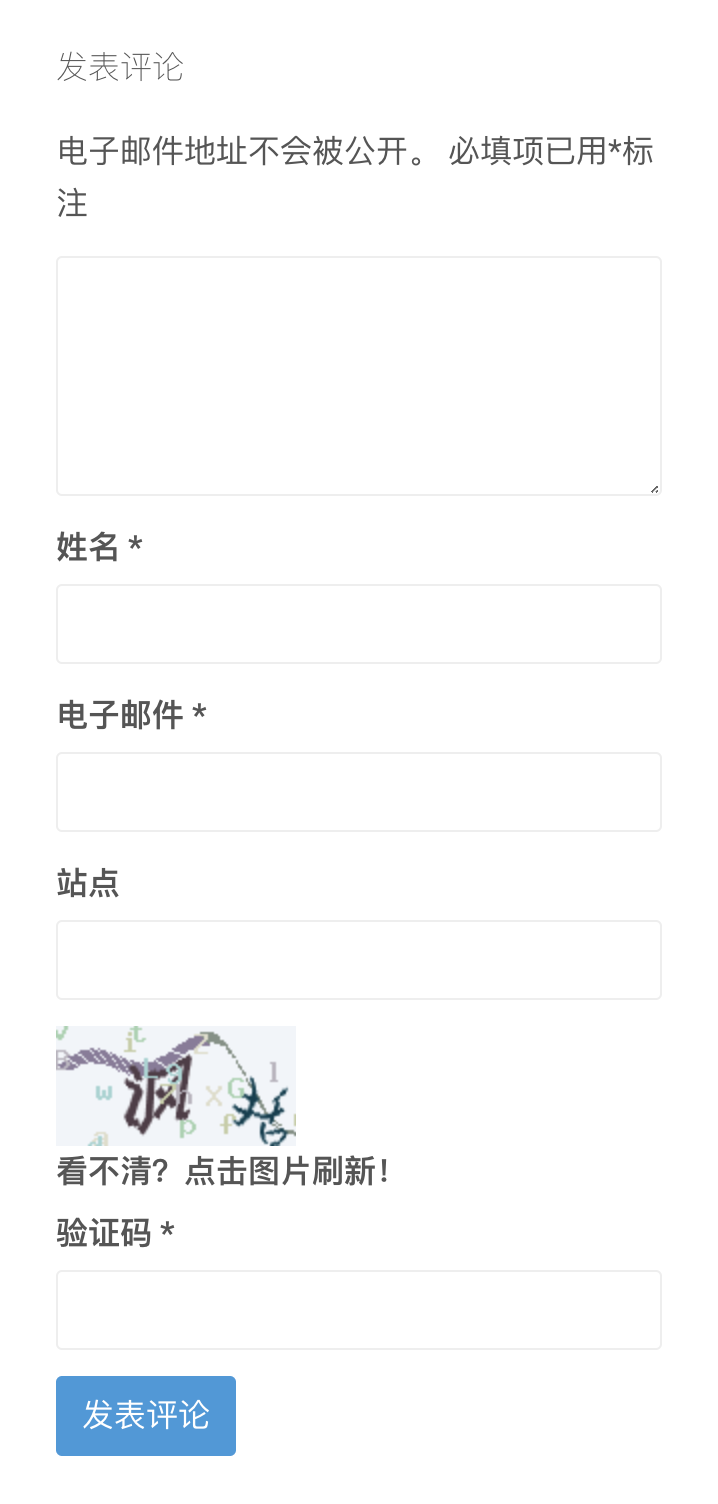 发表评论
电子邮件地址不会被公开。 必填项已用*标
注
姓名 *
电子邮件 *
站点
看不清？点击图片刷新！
验证码 *
发表评论